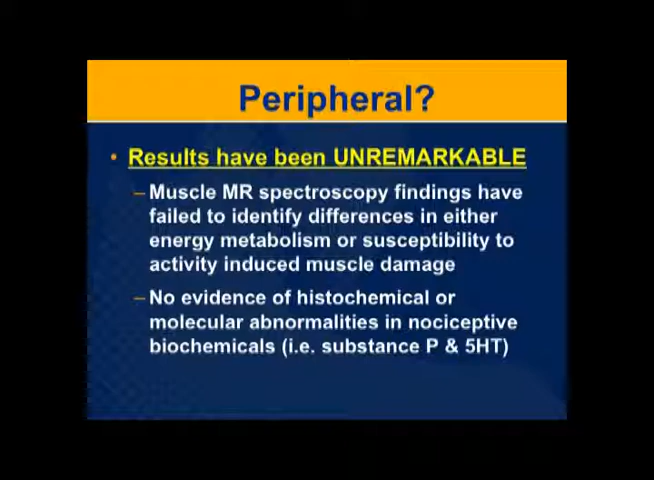 Peripheral?
• Results have been UNREMARKABLE
–Muscle MR spectroscopy findings have
failed to identify differences in either
energy metabolism or susceptibility to
activity induced muscle damage
–No evidence of histochemical or
molecular abnormalities in nociceptive
biochemicals (i.e. substance P & 5HT)